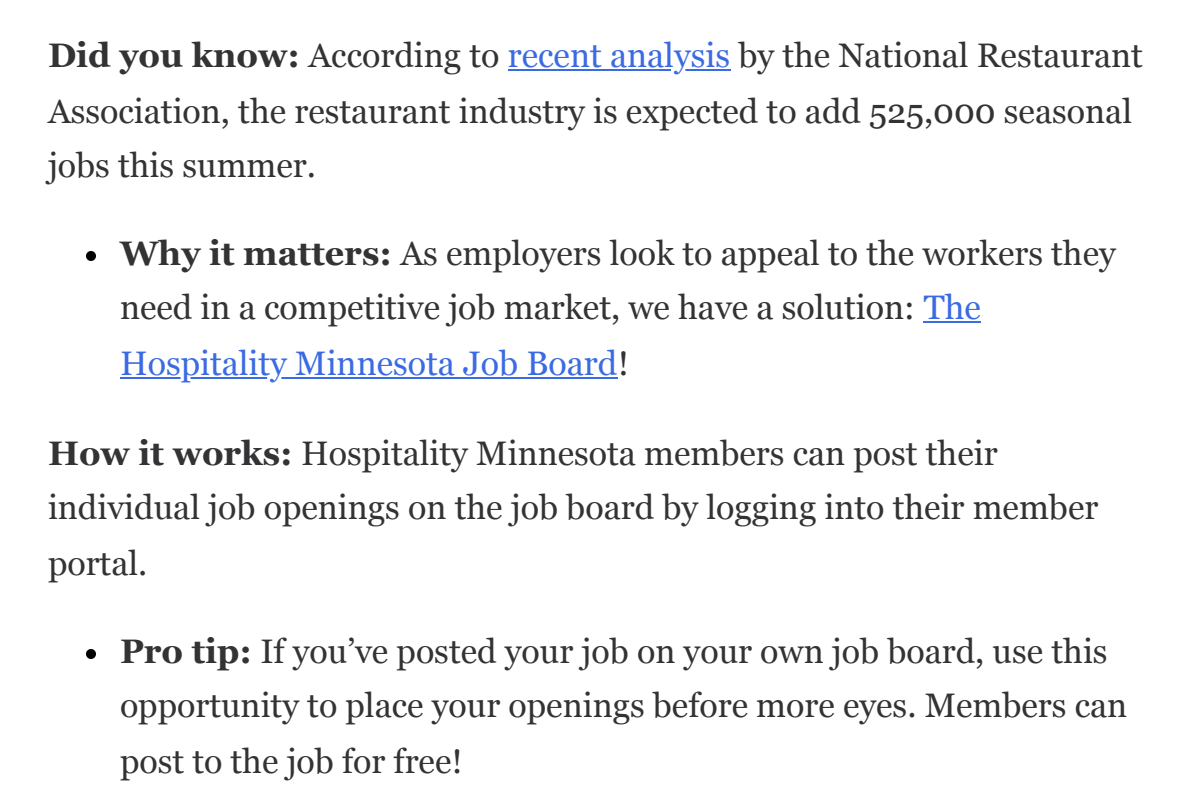 Did you know: According to recent analysis by the National Restaurant
Association, the restaurant industry is expected to add 525,000 seasonal
jobs this summer.
• Why it matters: As employers look to appeal to the workers they
need in a competitive job market, we have a solution: The
Hospitality Minnesota Job Board!
How it works: Hospitality Minnesota members can post their
individual job openings on the job board by logging into their member
portal.
• Pro tip: If you’ve posted your job on your own job board, use this
opportunity to place your openings before more eyes. Members can
post to the job for free!